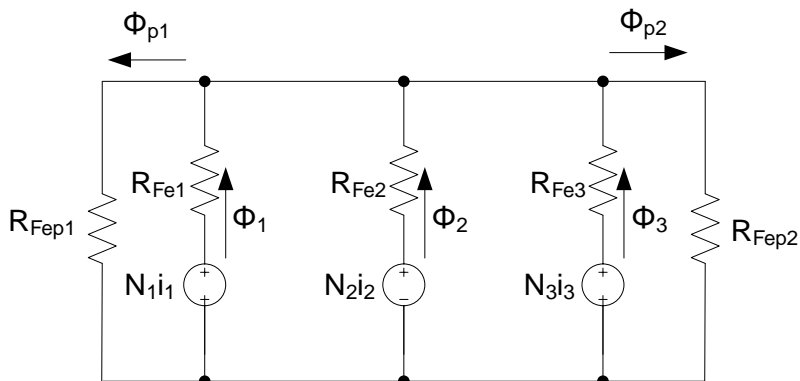 Φp1
Φp2
RFe1
RFe2
RFe3
RFep1
Φ1
Φ2
Φ3
RFep2
N1i1
+
+
N2i2
+
-
N3i3
+
+